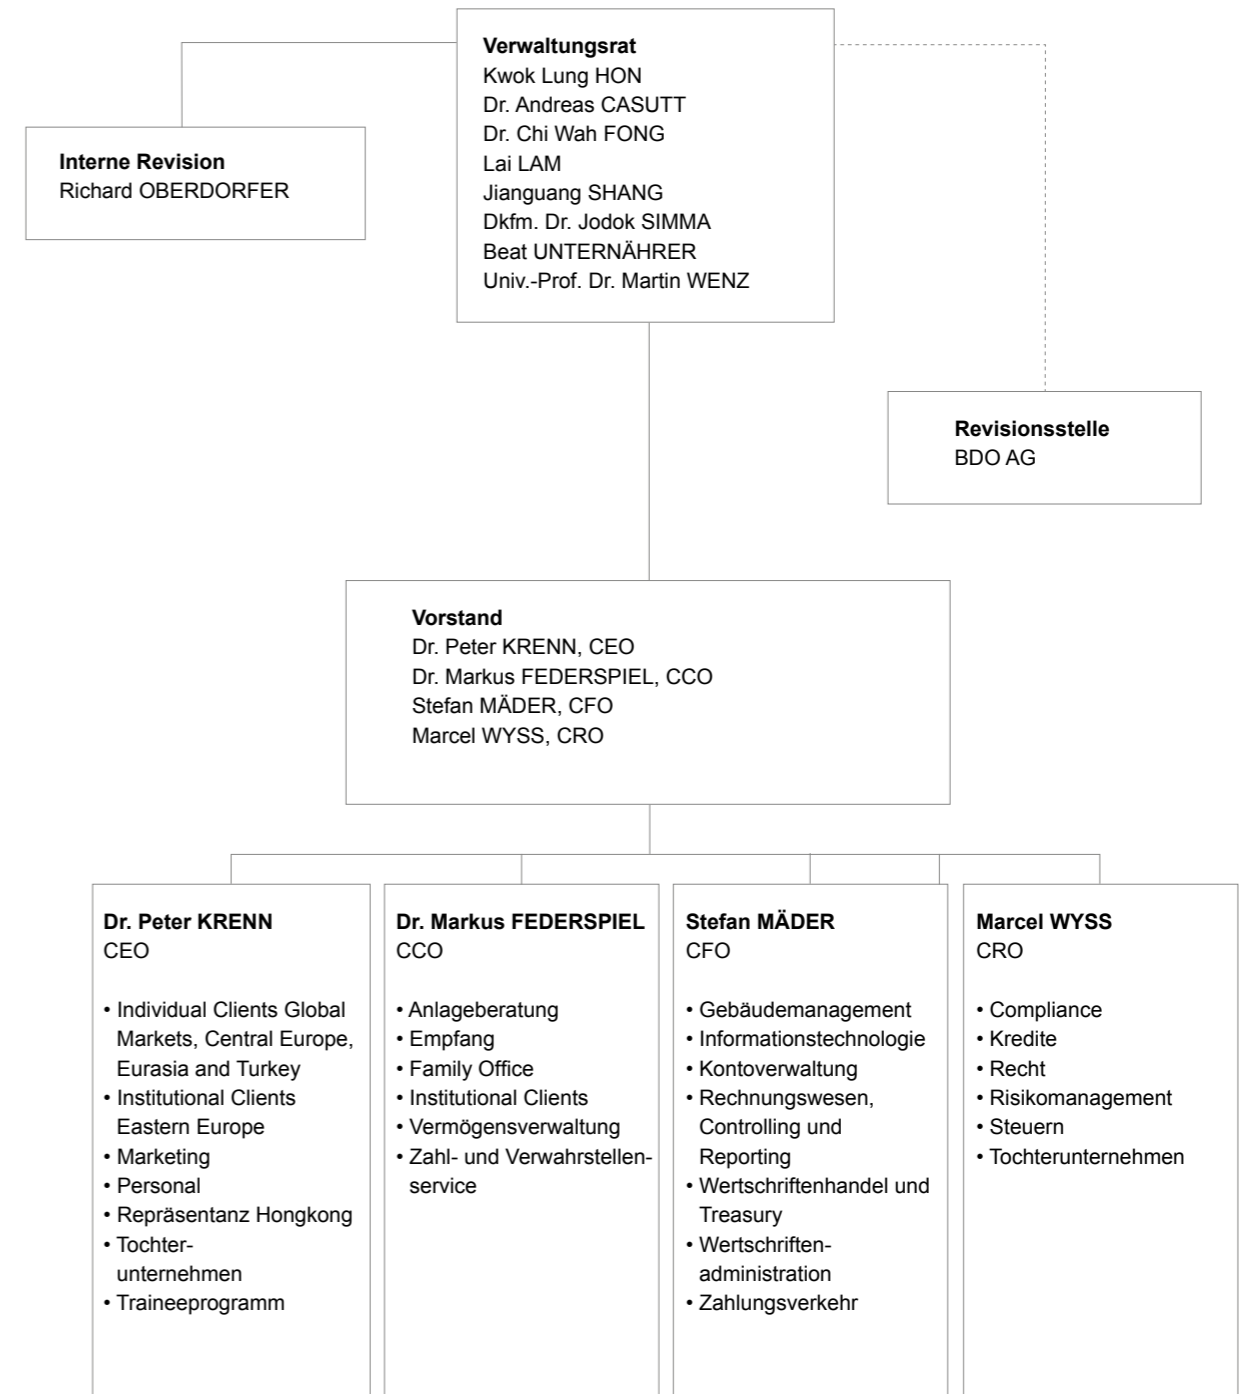 Verwaltungsrat
Kwok Lung HON
Dr. Andreas CASUTT
Dr. Chi Wah FONG
Lai LAM
Jianguang SHANG
Dkfm. Dr. Jodok SIMMA
Beat UNTERNÄHRER
Univ.-Prof. Dr. Martin WENZ
Interne Revision
Richard OBERDORFER
Revisionsstelle
BDO AG
Vorstand
Dr. Peter KRENN, CEO
Dr. Markus FEDERSPIEL, CCO
Stefan MÄDER, CFO
Marcel WYSS, CRO
Dr. Peter KRENN
CEO
• Individual Clients Global
Markets, Central Europe,
Eurasia and Turkey
• Institutional Clients
Eastern Europe
• Marketing
• Personal
• Repräsentanz Hongkong
• Tochter-
unternehmen
• Traineeprogramm
Dr. Markus FEDERSPIEL
CCO
• Anlageberatung
• Empfang
• Family Office
• Institutional Clients
• Vermögensverwaltung
• Zahl- und Verwahrstellen-
service
Stefan MÄDER
CFO
• Gebäudemanagement
• Informationstechnologie
• Kontoverwaltung
• Rechnungswesen,
Controlling und
Reporting
• Wertschriftenhandel und
Treasury
• Wertschriften-
administration
• Zahlungsverkehr
Marcel WYSS
CRO
• Compliance
• Kredite
• Recht
• Risikomanagement
• Steuern
• Tochterunternehmen